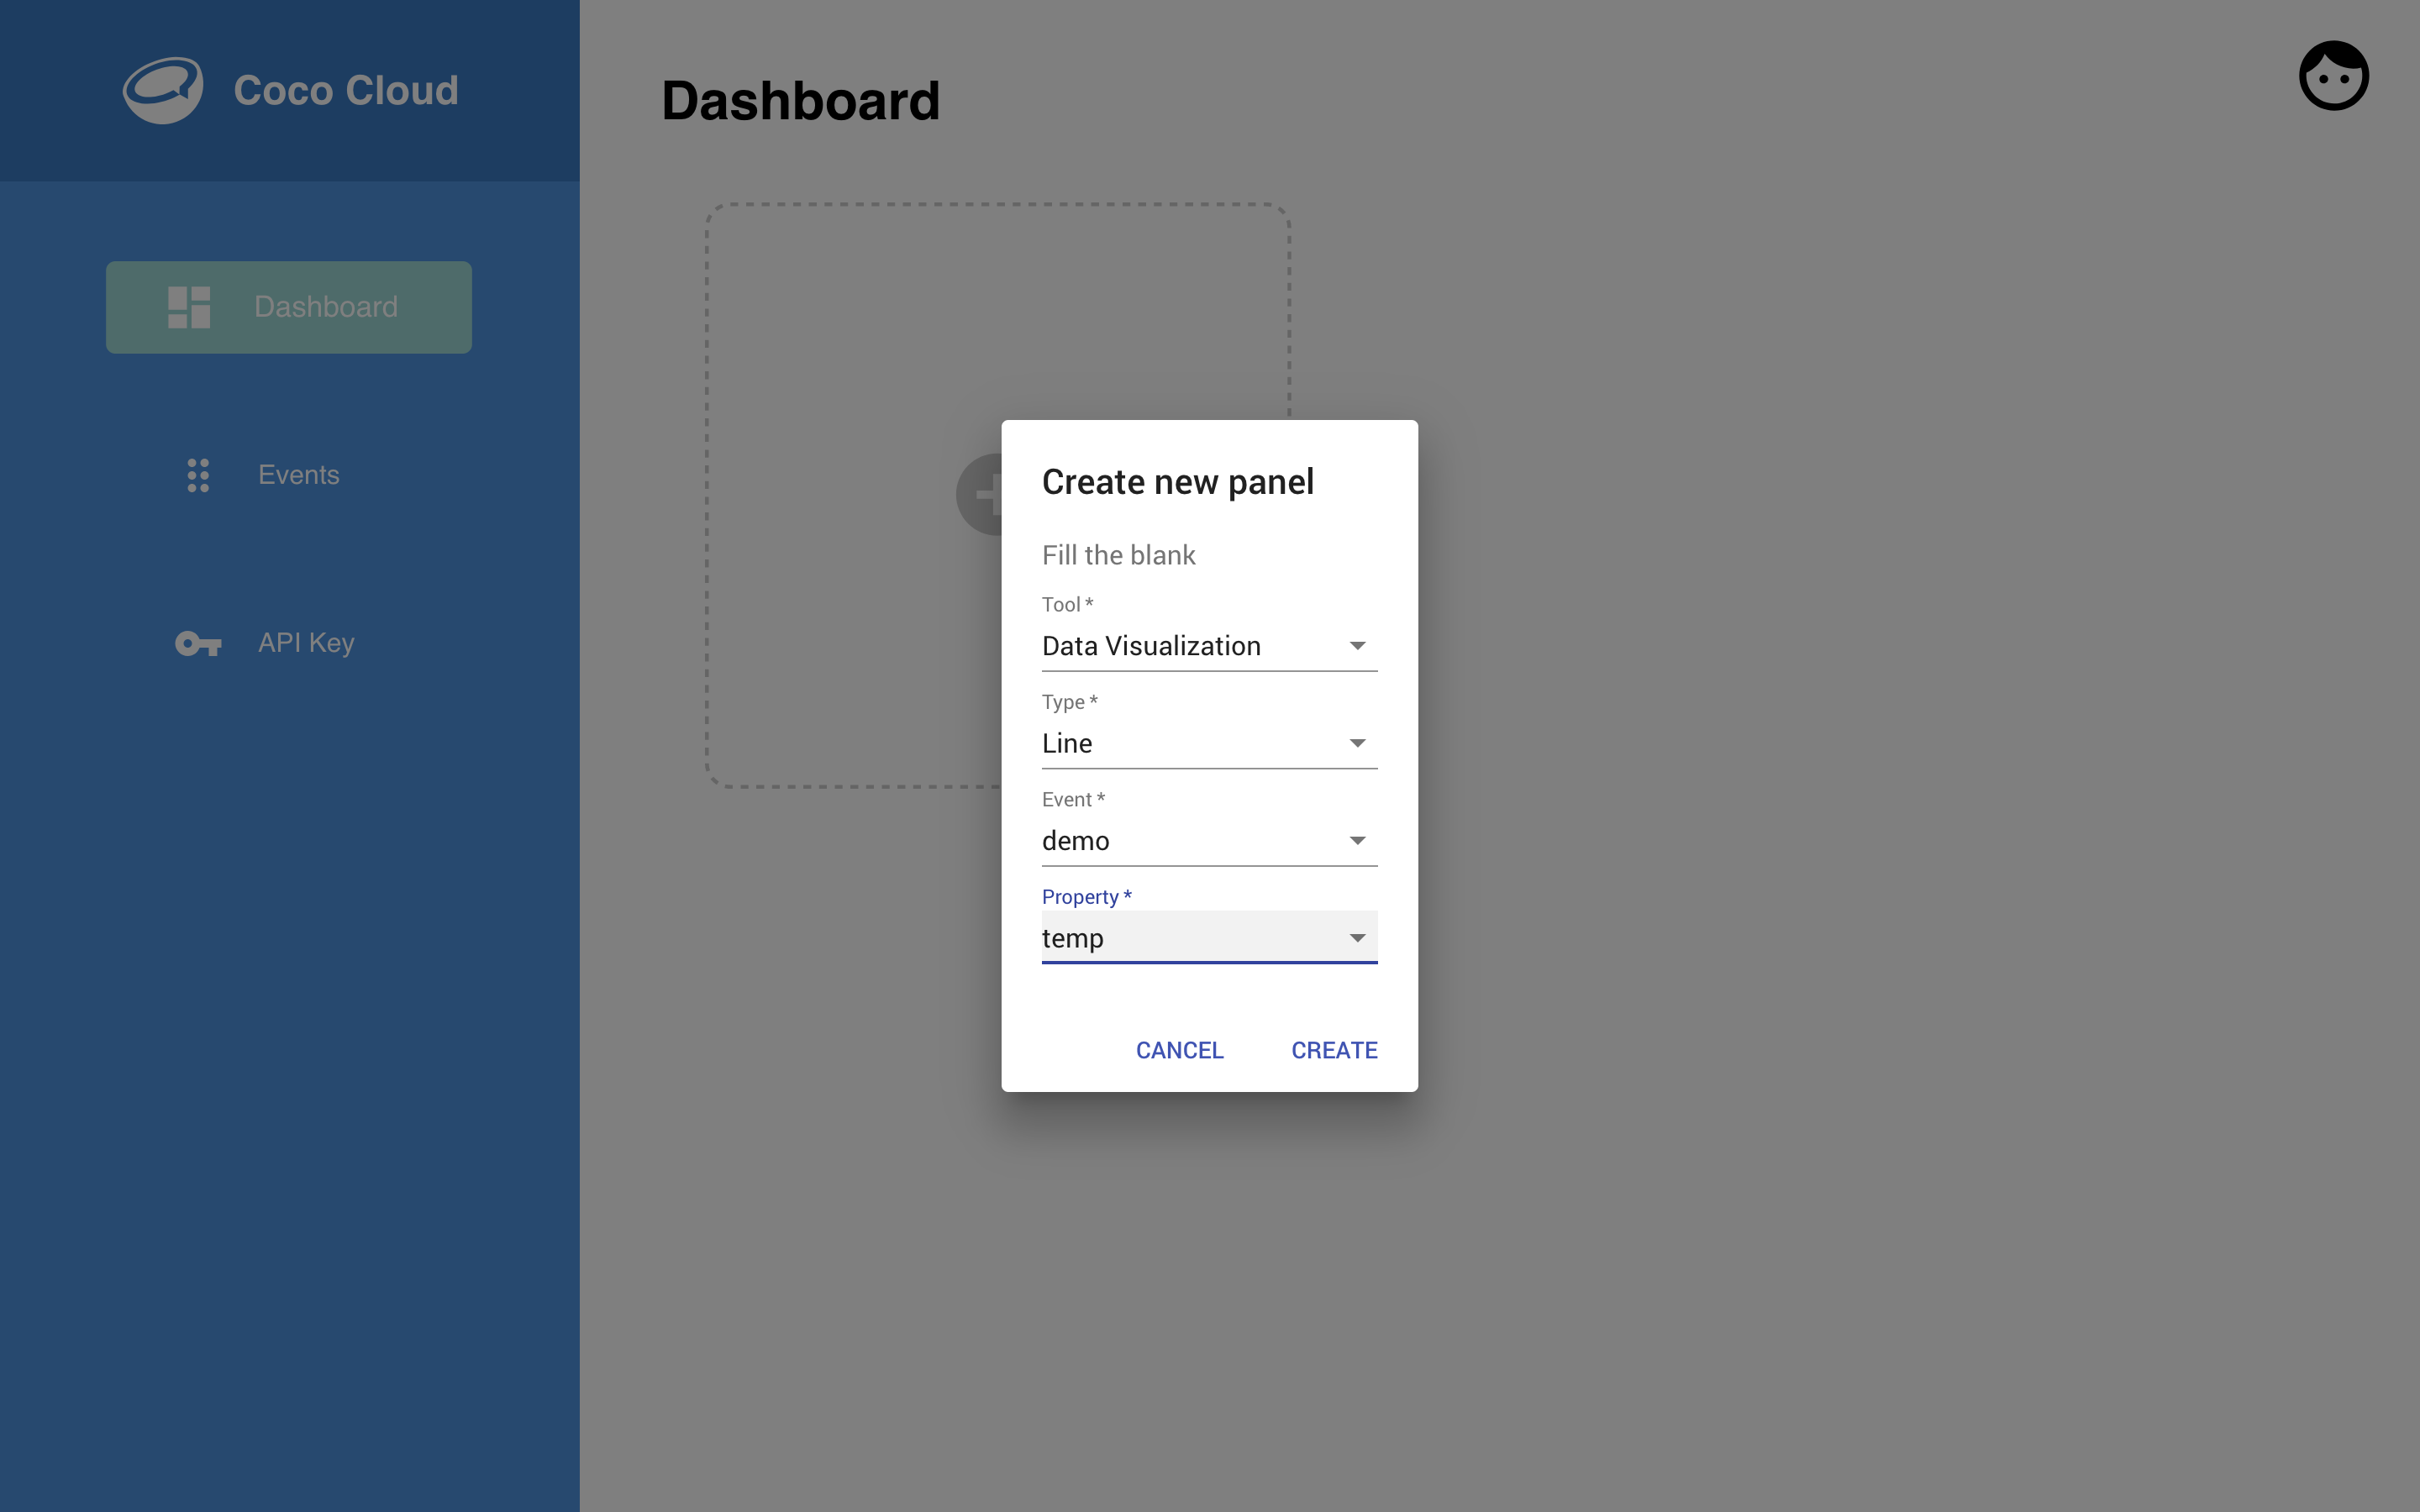 Coco Cloud
Dashboard
Dashboard
Events
API Key
Create new panel
Fill the blank
Tool *
Data Visualization
Type *
Line
Event *
demo
Property *
temp
CANCEL CREATE